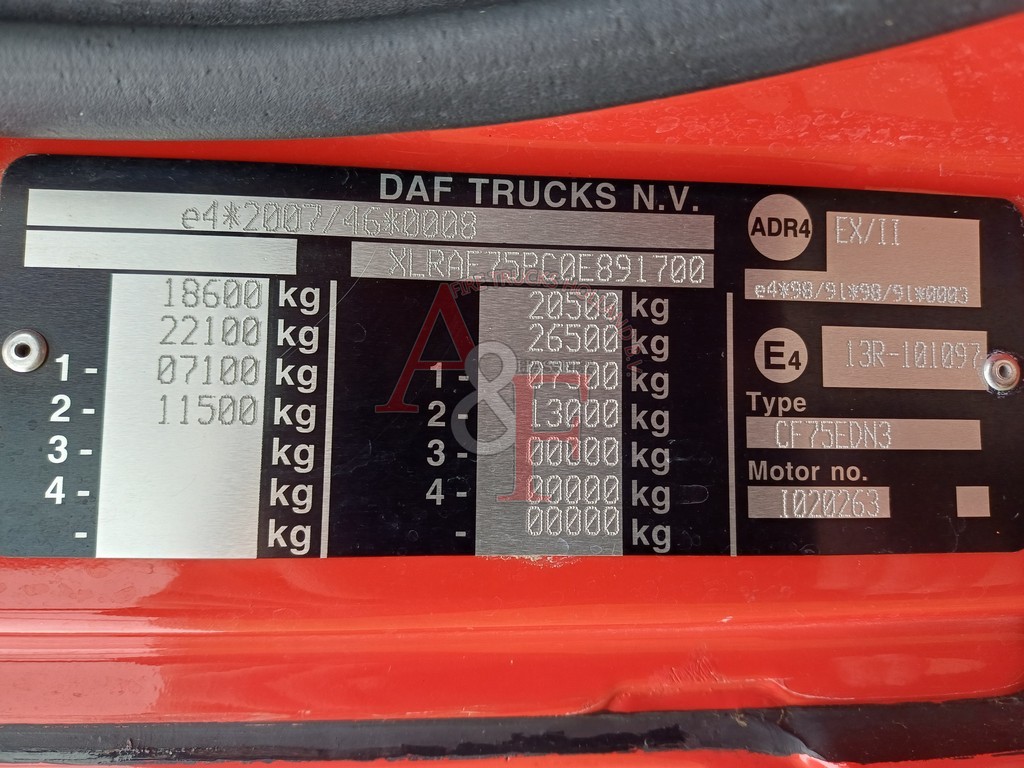 DAF TRUCKS N.V.
e4*2007/46*0008
XLRAE75PC0E891700
18600 kg
22100 kg
1 - 07100 kg
2 - 11500 kg
3 - kg
4 - kg
- kg
20500 kg
26500 kg
1 - 07500 kg
2 - 13000 kg
3 - 00000 kg
4 - 00000 kg
- 00000 kg
ADR4
EX/II
e4*98/91*98/91*0003
E4
13R-101097
Type
CF75EDN3
Motor no.
1020263
A&F